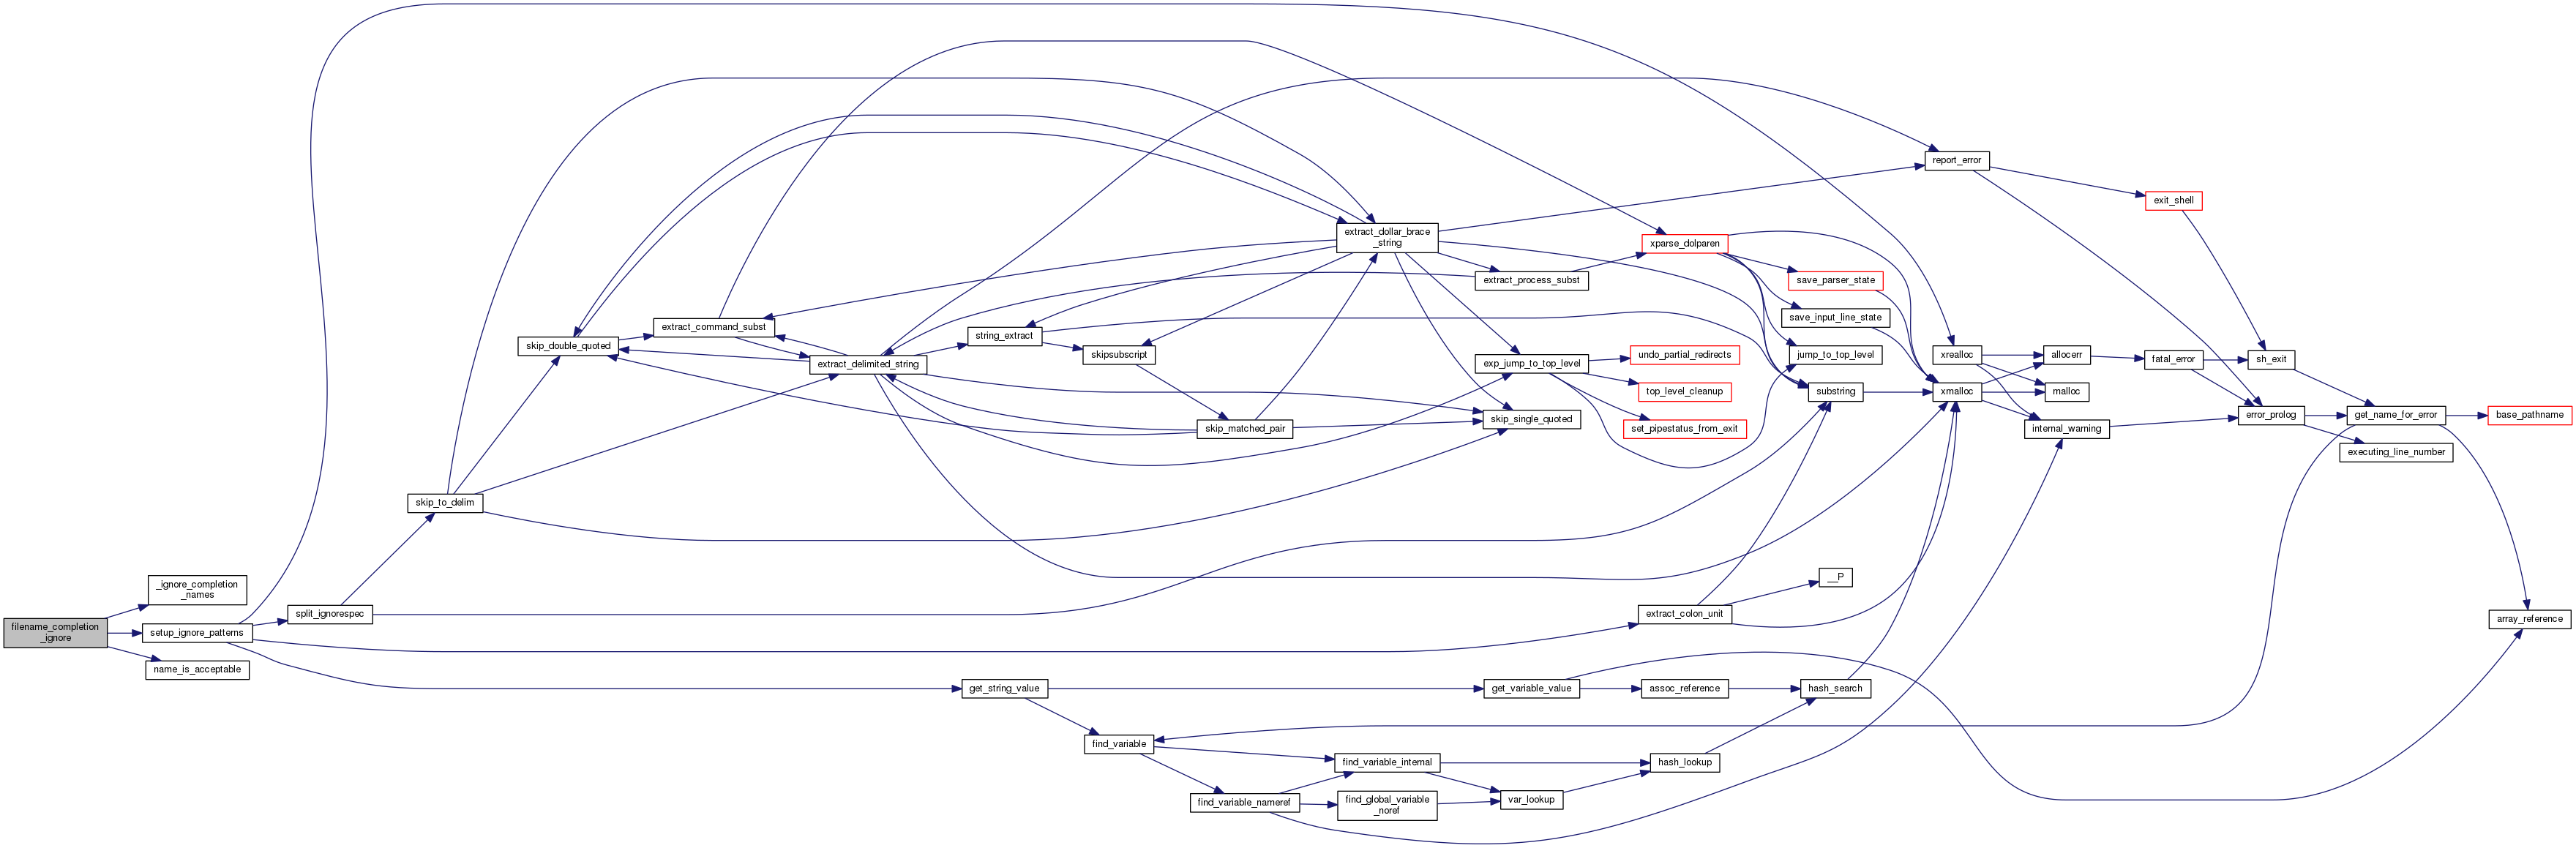 filename_completion
_ignore
_ignore_completion
_names
setup_ignore_patterns
name_is_acceptable
split_ignorespec
skip_to_delim
skip_double_quoted
extract_command_subst
extract_delimited_string
string_extract
skipsubscript
skip_matched_pair
extract_dollar_brace
_string
extract_process_subst
exp_jump_to_top_level
skip_single_quoted
xparse_dolparen
undo_partial_redirects
top_level_cleanup
set_pipestatus_from_exit
save_parser_state
save_input_line_state
jump_to_top_level
substring
report_error
xrealloc
xmalloc
allocerr
malloc
internal_warning
exit_shell
fatal_error
sh_exit
error_prolog
get_name_for_error
executing_line_number
base_pathname
array_reference
__P
extract_colon_unit
get_string_value
get_variable_value
assoc_reference
hash_search
find_variable
find_variable_internal
hash_lookup
find_variable_nameref
find_global_variable
_noref
var_lookup